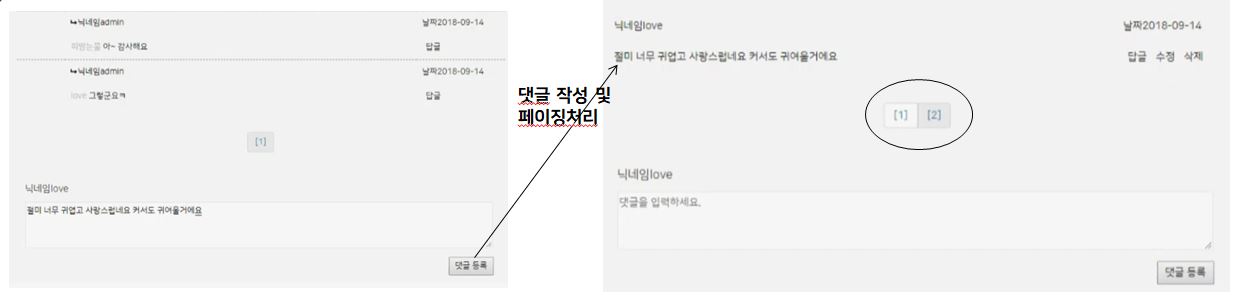 ↳닉네임admin 날짜2018-09-14
아~ 감사해요 답글
↳닉네임admin 날짜2018-09-14
love 그렇군요ㅋ 답글
[1]
닉네임love
절미 너무 귀엽고 사랑스럽네요 커서도 귀여울거에요
댓글 등록
댓글 작성 및
페이징처리
닉네임love 날짜2018-09-14
절미 너무 귀엽고 사랑스럽네요 커서도 귀여울거에요
답글 수정 삭제
[1] [2]
닉네임love
댓글을 입력하세요.
댓글 등록